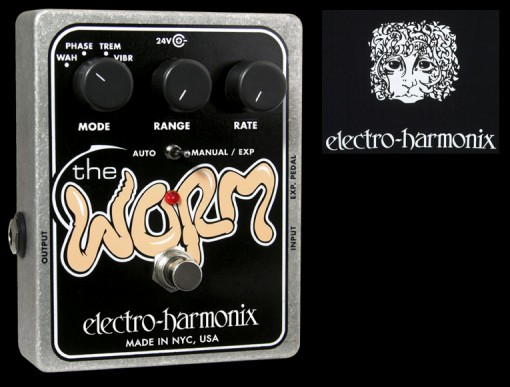 24V
PHASE TREM
WAH VIBR
MODE RANGE RATE
AUTO MANUAL / EXP
the
WORM
OUTPUT
INPUT
EXP. PEDAL
electro-harmonix
MADE IN NYC, USA
electro-harmonix